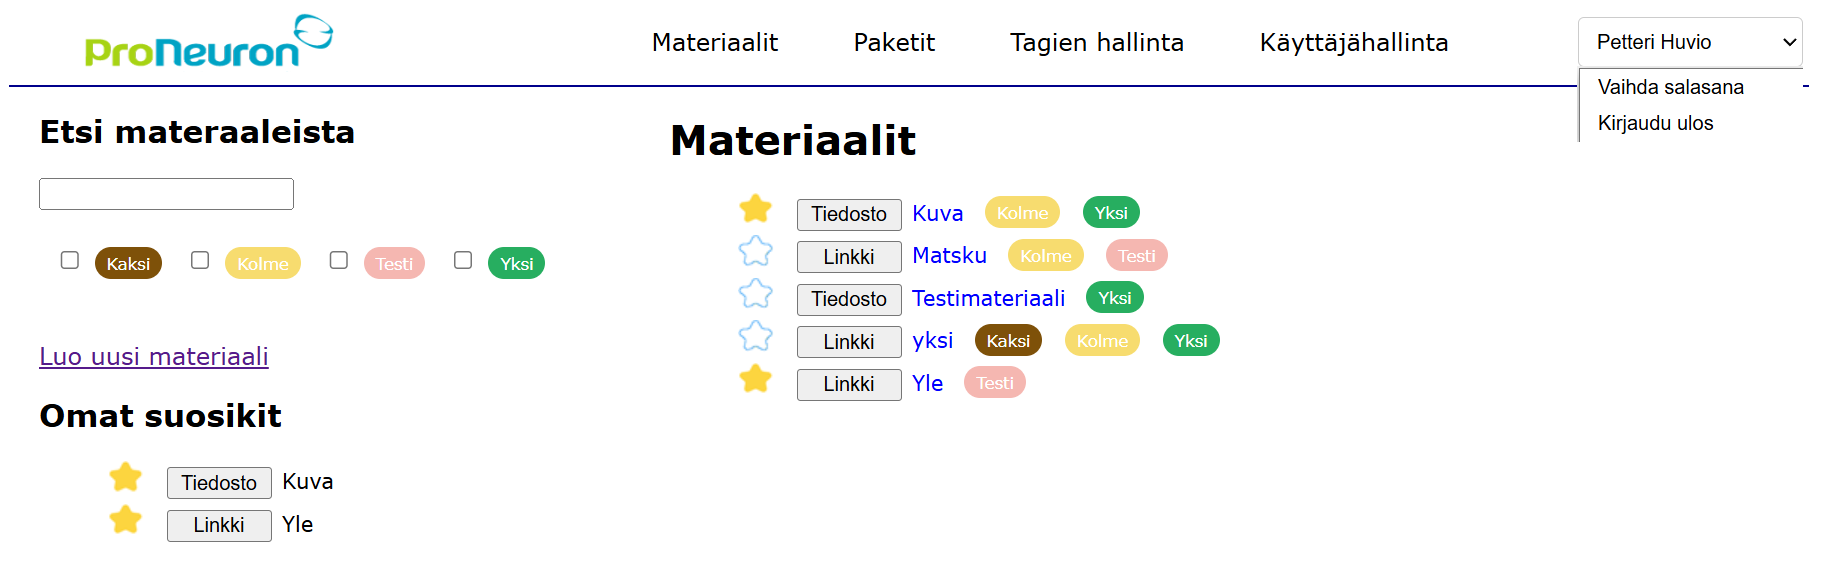 ProNeuron
Materiaalit Paketit Tagien hallinta Käyttäjähallinta Petteri Huvio
Vaihda salasana
Kirjaudu ulos
Etsi materaaleista
Kaksi Kolme Testi Yksi
Luo uusi materiaali
Omat suosikit
Tiedosto Kuva
Linkki Yle
Materiaalit
Tiedosto Kuva Kolme Yksi
Linkki Matsku Kolme Testi
Tiedosto Testimateriaali Yksi
Linkki yksi Kaksi Kolme Yksi
Linkki Yle Testi